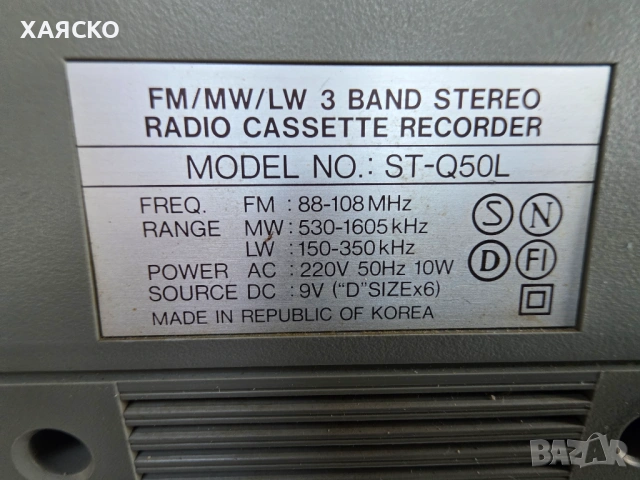 ХАЯСКО
FM/MW/LW 3 BAND STEREO
RADIO CASSETTE RECORDER
MODEL NO.: ST-Q50L
FREQ. FM : 88-108 MHz
RANGE MW : 530-1605 kHz
LW : 150-350 kHz
POWER AC : 220V 50Hz 10W
SOURCE DC : 9V ("D"SIZEx6)
MADE IN REPUBLIC OF KOREA
S N
D FI
BAZAR